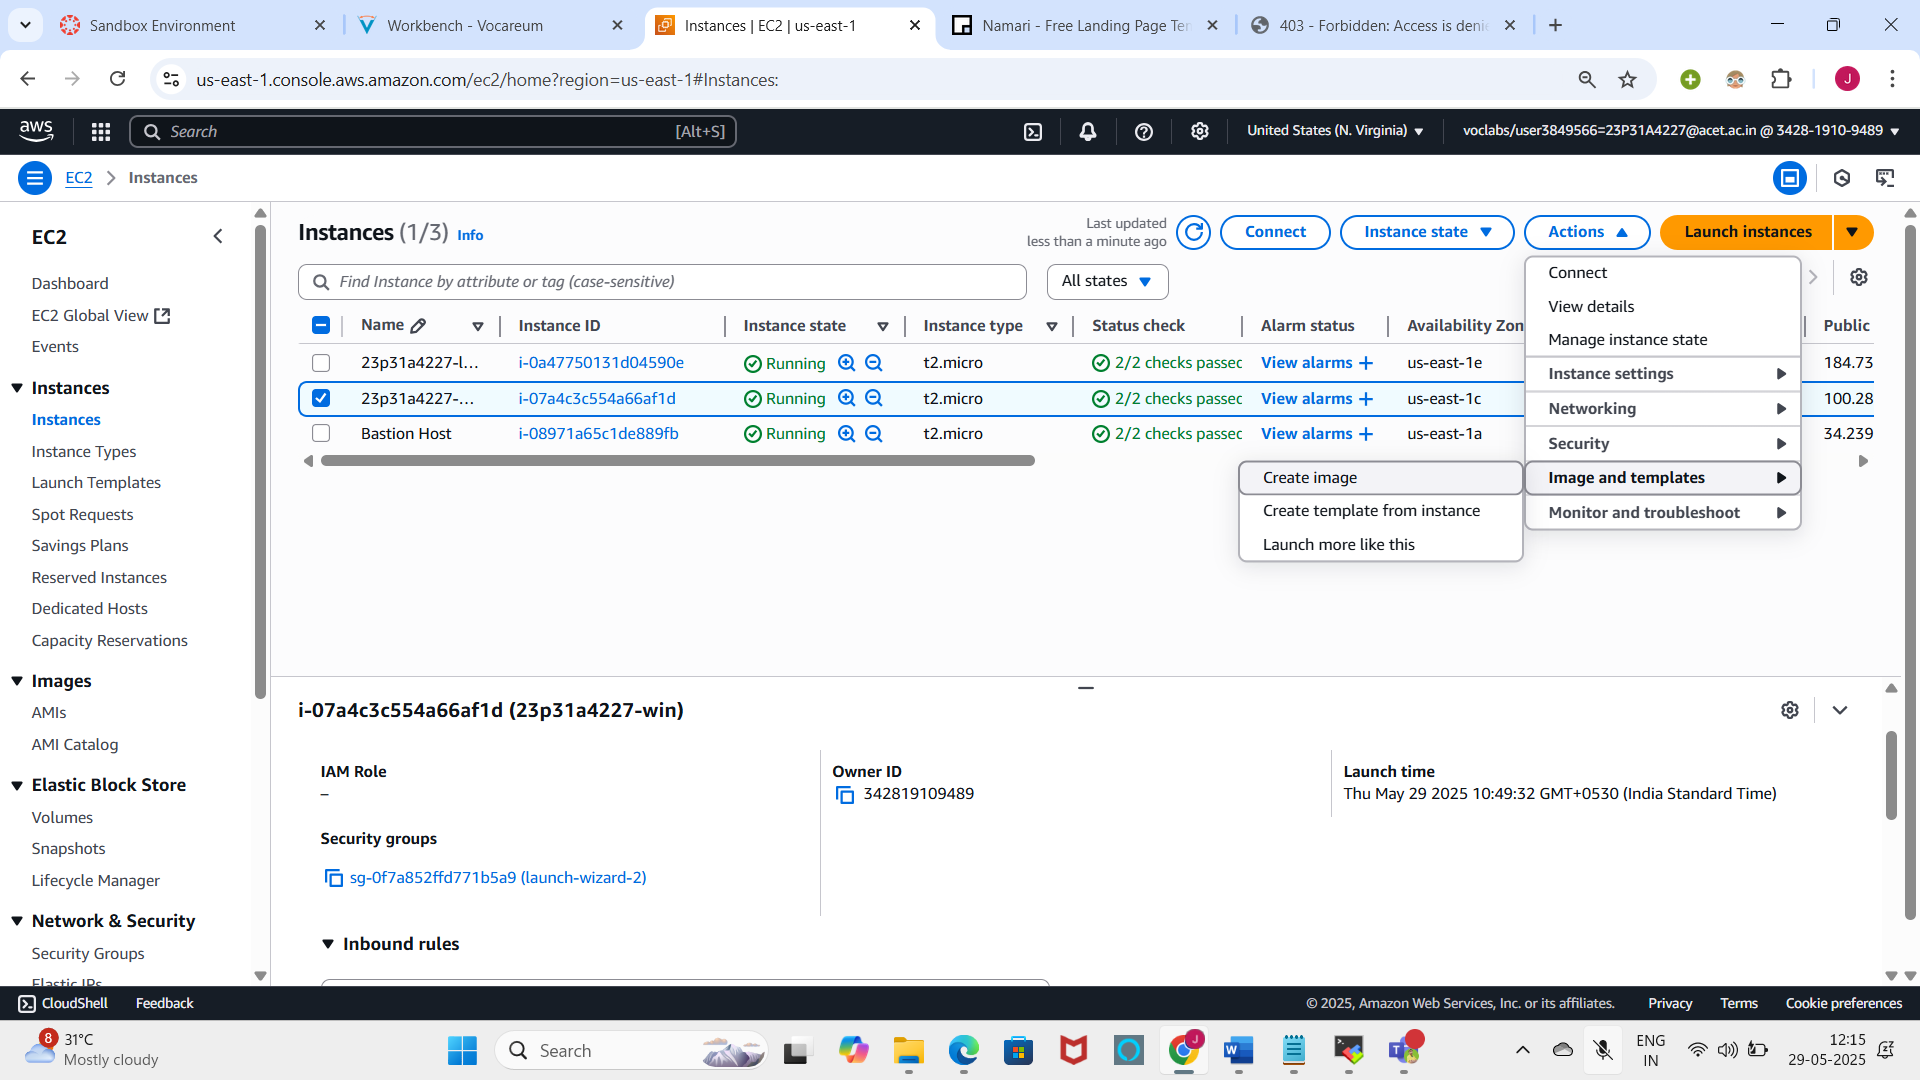 Sandbox Environment
Workbench - Vocareum
Instances | EC2 | us-east-1
Namari - Free Landing Page Ten
403 - Forbidden: Access is deni
us-east-1.console.aws.amazon.com/ec2/home?region=us-east-1#Instances:
J
aws
Search
[Alt+S]
United States (N. Virginia)
voclabs/user3849566=23P31A4227@acet.ac.in @ 3428-1910-9489
EC2
Instances
EC2
Dashboard
EC2 Global View
Events
Instances
Instances
Instance Types
Launch Templates
Spot Requests
Savings Plans
Reserved Instances
Dedicated Hosts
Capacity Reservations
Images
AMIs
AMI Catalog
Elastic Block Store
Volumes
Snapshots
Lifecycle Manager
Network & Security
Security Groups
Elastic IPs
Instances (1/3) Info
Last updated
less than a minute ago
Connect
Instance state
Actions
Launch instances
Find Instance by attribute or tag (case-sensitive)
All states
Name Instance ID Instance state Instance type Status check Alarm status Availability Zon Public
23p31a4227-l... i-0a47750131d04590e Running t2.micro 2/2 checks passec View alarms + us-east-1e 184.73
23p31a4227-... i-07a4c3c554a66af1d Running t2.micro 2/2 checks passec View alarms + us-east-1c 100.28
Bastion Host i-08971a65c1de889fb Running t2.micro 2/2 checks passec View alarms + us-east-1a 34.239
Connect
View details
Manage instance state
Instance settings
Networking
Security
Image and templates
Monitor and troubleshoot
Create image
Create template from instance
Launch more like this
i-07a4c3c554a66af1d (23p31a4227-win)
IAM Role
–
Owner ID
342819109489
Launch time
Thu May 29 2025 10:49:32 GMT+0530 (India Standard Time)
Security groups
sg-0f7a852ffd771b5a9 (launch-wizard-2)
Inbound rules
CloudShell
Feedback
© 2025, Amazon Web Services, Inc. or its affiliates.
Privacy
Terms
Cookie preferences
8
31°C
Mostly cloudy
Search
J
ENG
IN
12:15
29-05-2025